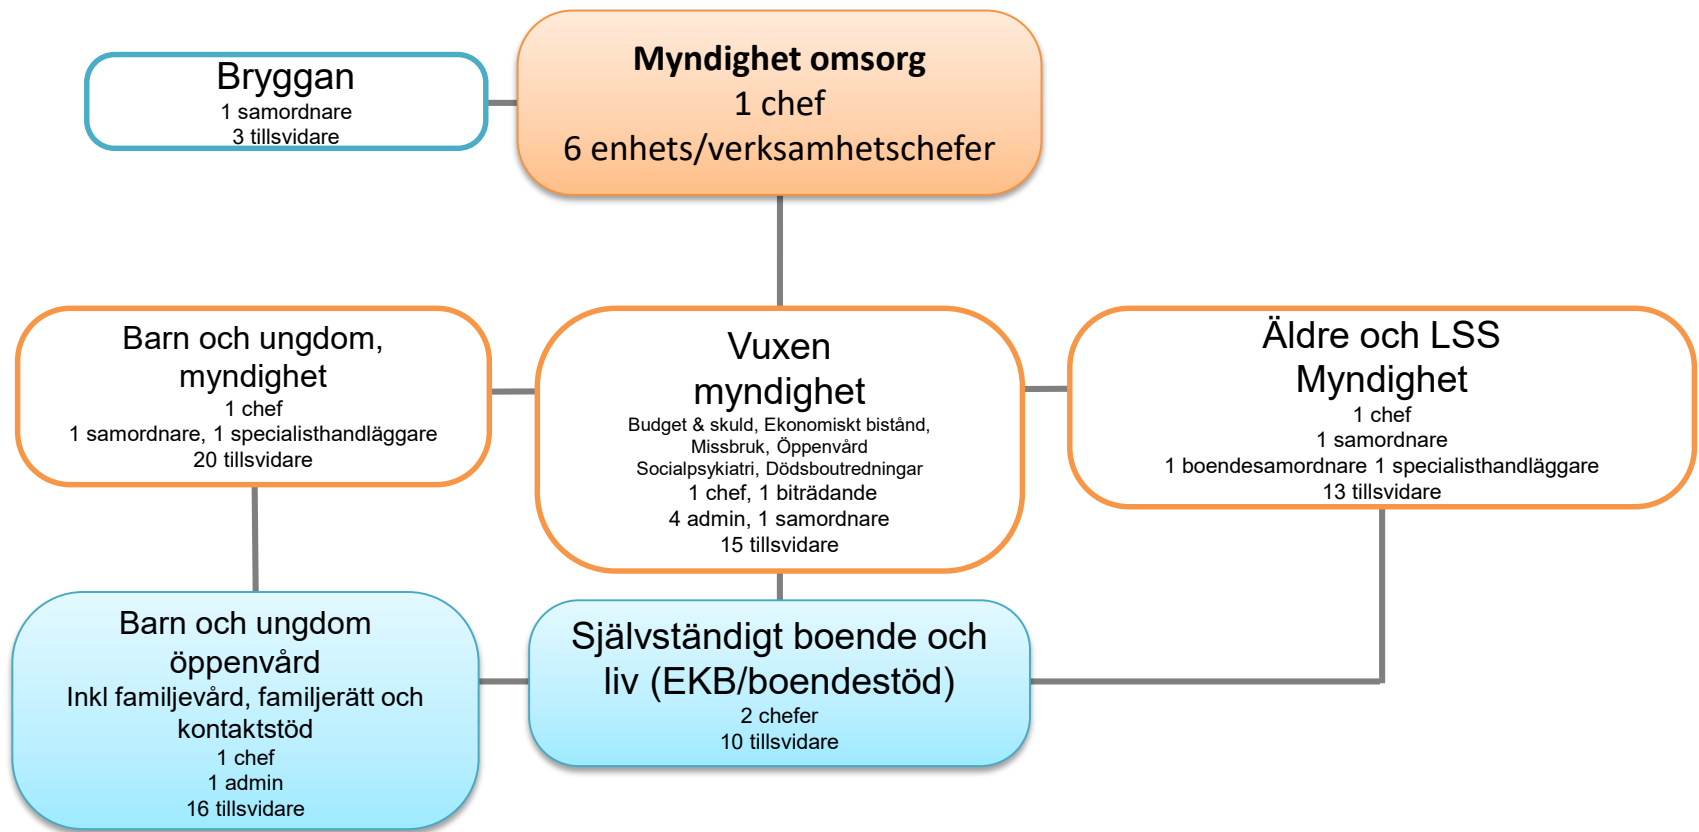 Bryggan
1 samordnare
3 tillsvidare
Myndighet omsorg
1 chef
6 enhets/verksamhetschefer
Barn och ungdom,
myndighet
1 chef
1 samordnare, 1 specialisthandläggare
20 tillsvidare
Vuxen
myndighet
Budget & skuld, Ekonomiskt bistånd,
Missbruk, Öppenvård
Socialpsykiatri, Dödsboutredningar
1 chef, 1 biträdande
4 admin, 1 samordnare
15 tillsvidare
Äldre och LSS
Myndighet
1 chef
1 samordnare
1 boendesamordnare 1 specialisthandläggare
13 tillsvidare
Barn och ungdom
öppenvård
Inkl familjevård, familjerätt och
kontaktstöd
1 chef
1 admin
16 tillsvidare
Självständigt boende och
liv (EKB/boendestöd)
2 chefer
10 tillsvidare